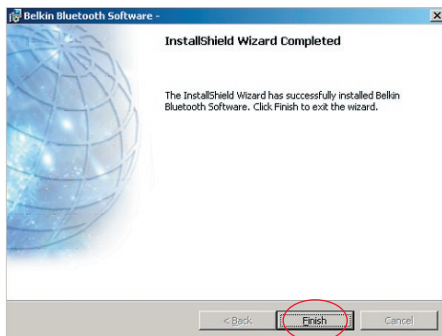 Belkin Bluetooth Software -
InstallShield Wizard Completed
The InstallShield Wizard has successfully installed Belkin
Bluetooth Software. Click Finish to exit the wizard.
< Back
Finish
Cancel